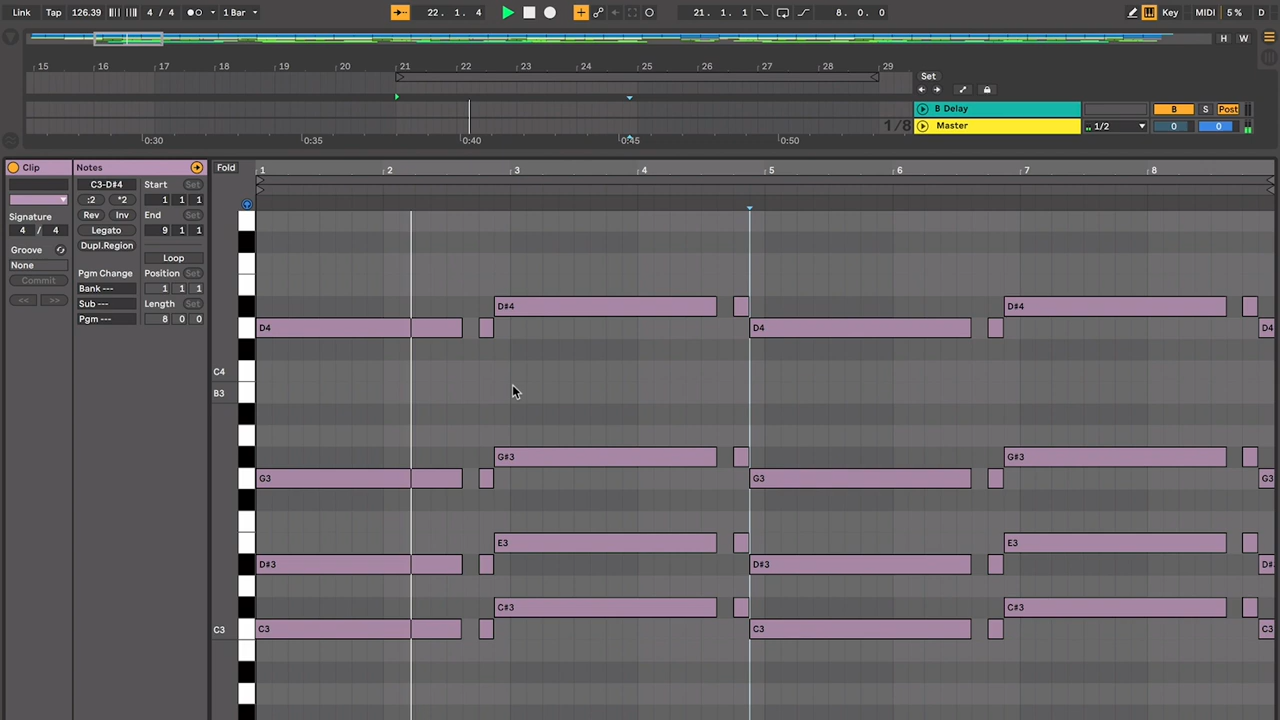 Link Tap 126.39 4 / 4 1 Bar 22. 1. 4 21. 1. 1 8. 0. 0 Key MIDI 5 % D
H W
15 16 17 18 19 20 21 22 23 24 25 26 27 28 29
Set
B Delay B S Post
1/8 Master 1/2 0 0
0:30 0:35 0:40 0:45 0:50
Clip Notes Fold 1 2 3 4 5 6 7 8
C3-D#4 Start Set
:2 *2 1 1 1
Signature Rev Inv End Set
4 / 4 Legato 9 1 1
Groove Dupl.Region
None Loop
Commit Pgm Change Position Set
<< >> Bank --- 1 1 1
Sub --- Length Set
Pgm --- 8 0 0
D#4 D#4
D4 D4 D4
C4
B3
G#3 G#3
G3 G3 G3
E3 E3
D#3 D#3 D#
C#3 C#3
C3 C3 C3 C3